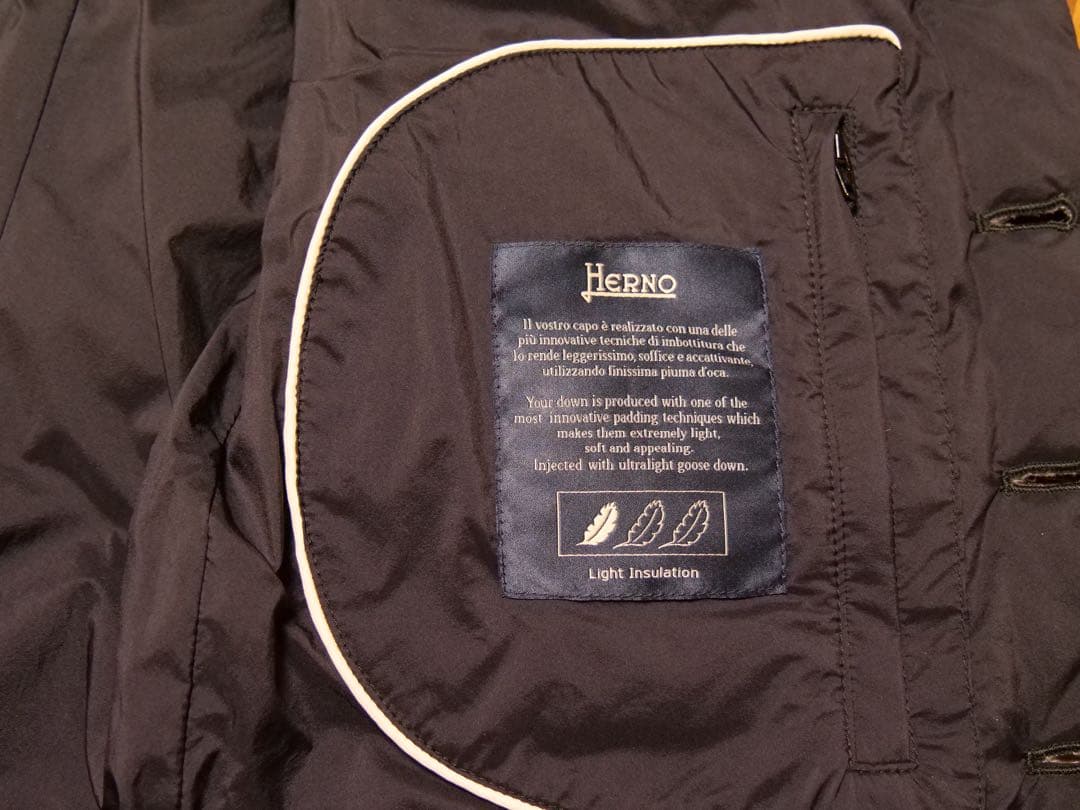 HERNO
Il vostro capo è realizzato con una delle
più innovative tecniche di imbottitura che
lo rende leggerissimo, soffice e accattivante,
utilizzando finissima piuma d'oca.
Your down is produced with one of the
most innovative padding techniques which
makes them extremely light,
soft and appealing.
Injected with ultralight goose down.
Light Insulation